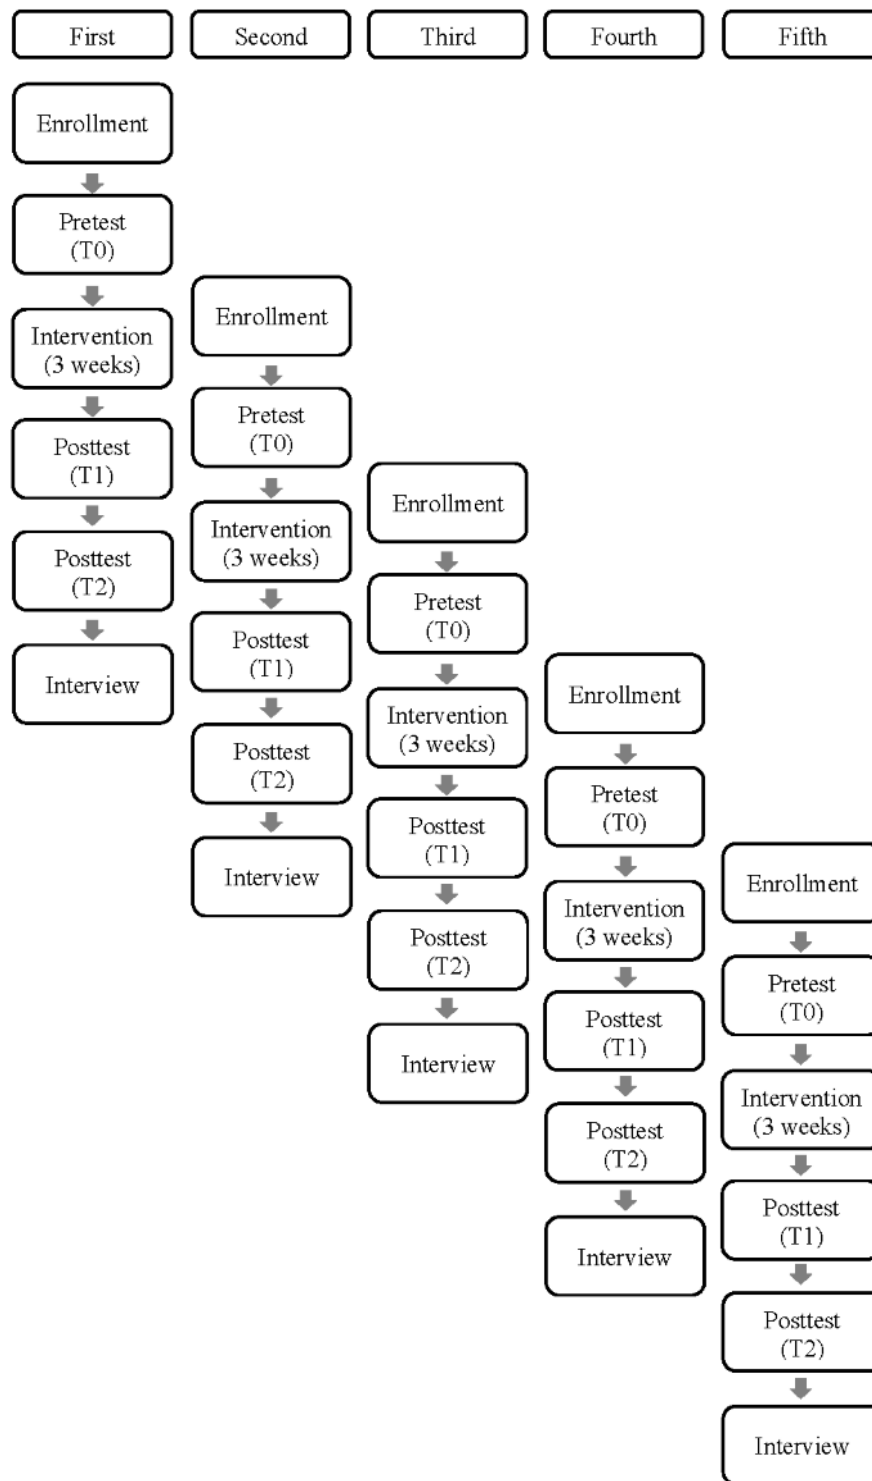 First
Second
Third
Fourth
Fifth
Enrollment
Pretest
(T0)
Intervention
(3 weeks)
Posttest
(T1)
Posttest
(T2)
Interview
Enrollment
Pretest
(T0)
Intervention
(3 weeks)
Posttest
(T1)
Posttest
(T2)
Interview
Enrollment
Pretest
(T0)
Intervention
(3 weeks)
Posttest
(T1)
Posttest
(T2)
Interview
Enrollment
Pretest
(T0)
Intervention
(3 weeks)
Posttest
(T1)
Posttest
(T2)
Interview
Enrollment
Pretest
(T0)
Intervention
(3 weeks)
Posttest
(T1)
Posttest
(T2)
Interview